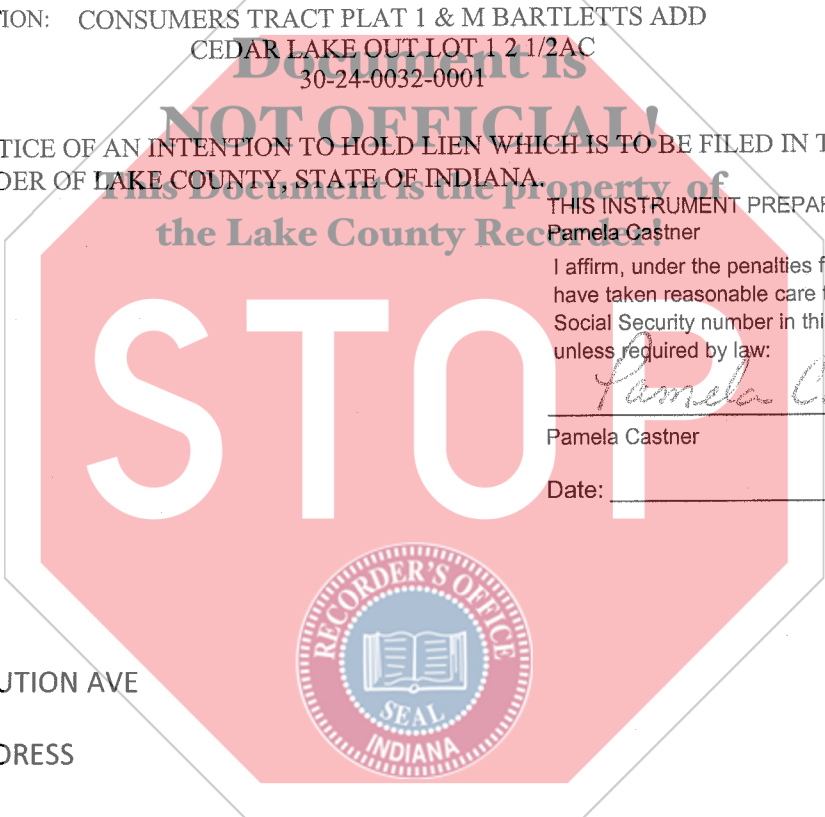 TION: CONSUMERS TRACT PLAT 1 & M BARTLETTS ADD
CEDAR LAKE OUT LOT 1 2 1/2AC
30-24-0032-0001
Document is
NOT OFFICIAL!
This Document is the property of
the Lake County Recorder!
TICE OF AN INTENTION TO HOLD LIEN WHICH IS TO BE FILED IN T
DER OF LAKE COUNTY, STATE OF INDIANA.
THIS INSTRUMENT PREPAR
Pamela Castner
I affirm, under the penalties f
have taken reasonable care t
Social Security number in thi
unless required by law:
Pamela C
Pamela Castner
Date:
STOP
RECORDER'S OFFICE
SEAL
INDIANA
UTION AVE
DRESS